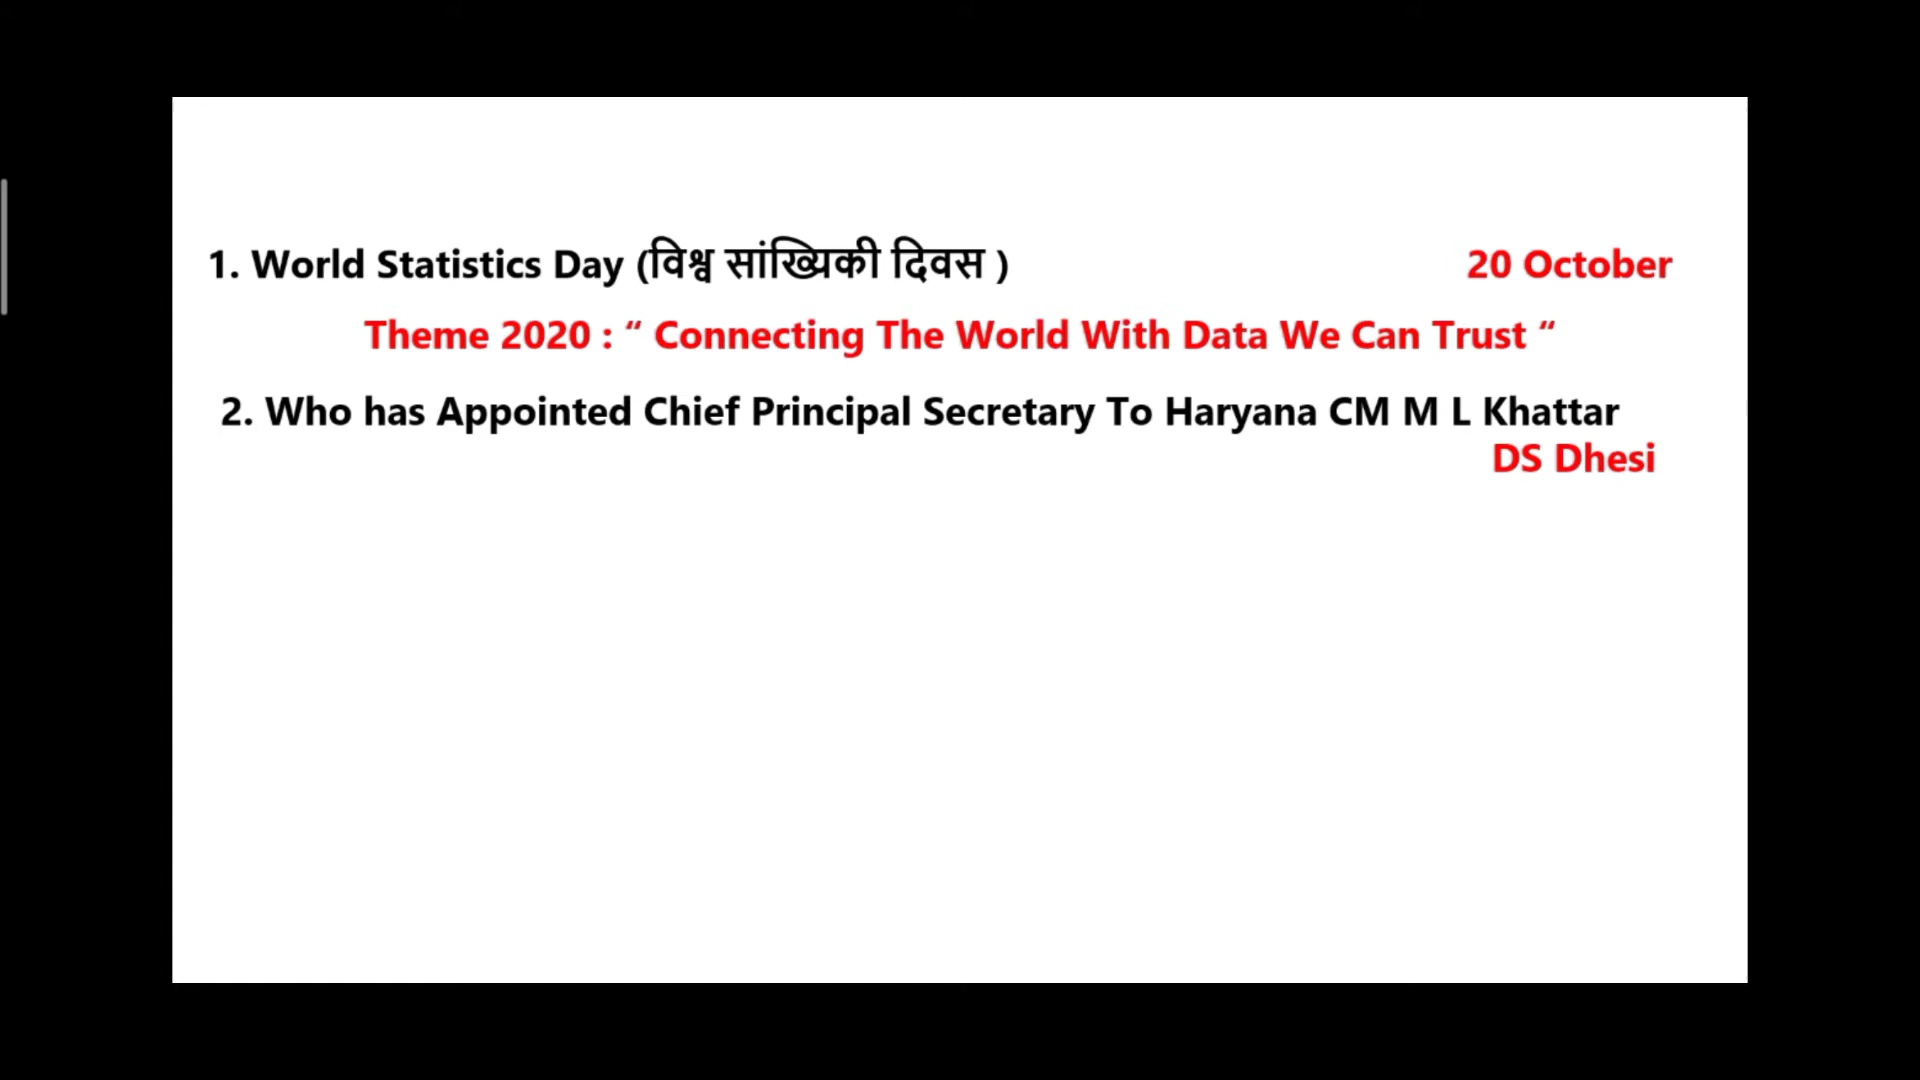 1. World Statistics Day (विश्व सांख्यिकी दिवस ) 20 October
Theme 2020 : “ Connecting The World With Data We Can Trust “
2. Who has Appointed Chief Principal Secretary To Haryana CM M L Khattar
DS Dhesi